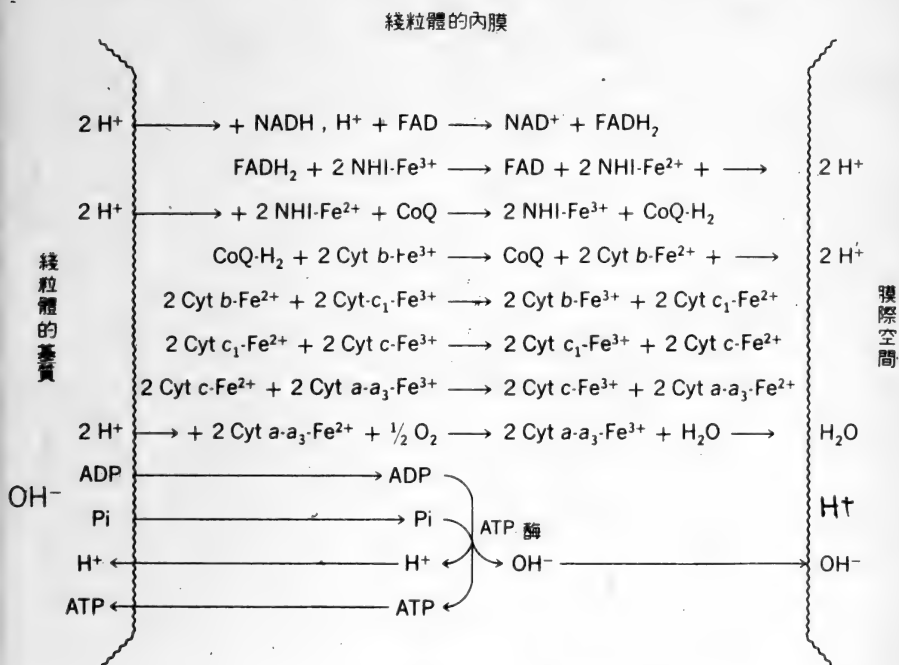 綫粒體的內膜
2 H⁺ ⟶ + NADH , H⁺ + FAD ⟶ NAD⁺ + FADH₂
FADH₂ + 2 NHI-Fe³⁺ ⟶ FAD + 2 NHI-Fe²⁺ + ⟶ 2 H⁺
2 H⁺ ⟶ + 2 NHI-Fe²⁺ + CoQ ⟶ 2 NHI-Fe³⁺ + CoQ·H₂
CoQ·H₂ + 2 Cyt b-Fe³⁺ ⟶ CoQ + 2 Cyt b-Fe²⁺ + ⟶ 2 H⁺
2 Cyt b-Fe²⁺ + 2 Cyt-c₁-Fe³⁺ ⟶ 2 Cyt b-Fe³⁺ + 2 Cyt c₁-Fe²⁺
2 Cyt c₁-Fe²⁺ + 2 Cyt c-Fe³⁺ ⟶ 2 Cyt c₁-Fe³⁺ + 2 Cyt c-Fe²⁺
2 Cyt c-Fe²⁺ + 2 Cyt a-a₃-Fe³⁺ ⟶ 2 Cyt c-Fe³⁺ + 2 Cyt a-a₃-Fe²⁺
2 H⁺ ⟶ + 2 Cyt a-a₃-Fe²⁺ + ½ O₂ ⟶ 2 Cyt a-a₃-Fe³⁺ + H₂O ⟶ H₂O
綫粒體的基質
膜際空間
ADP ⟶ ADP
OH⁻
H⁺
Pi ⟶ Pi
ATP 酶
H⁺ ⟵ H⁺
OH⁻ ⟶ OH⁻
ATP ⟵ ATP